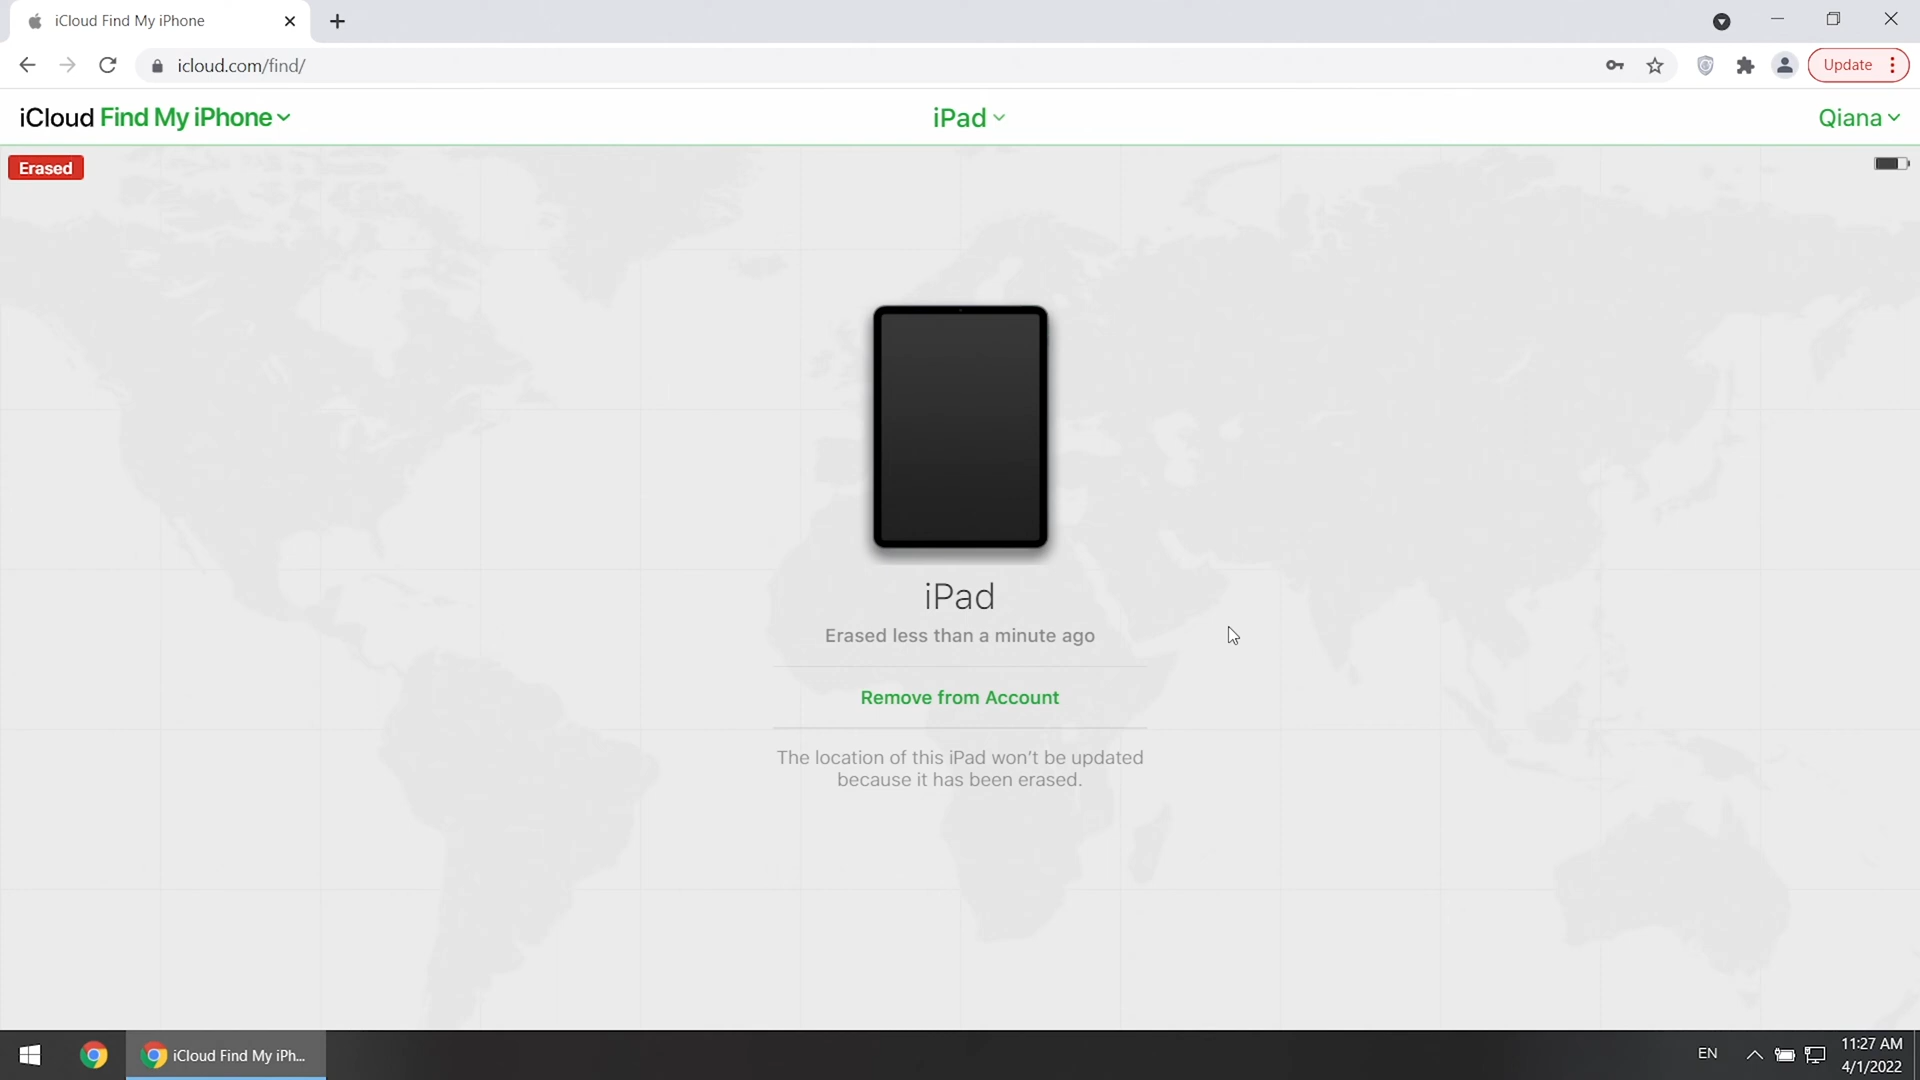 iCloud Find My iPhone
icloud.com/find/
Update
iCloud Find My iPhone
iPad
Qiana
Erased
iPad
Erased less than a minute ago
Remove from Account
The location of this iPad won't be updated
because it has been erased.
iCloud Find My iPh...
EN
11:27 AM
4/1/2022